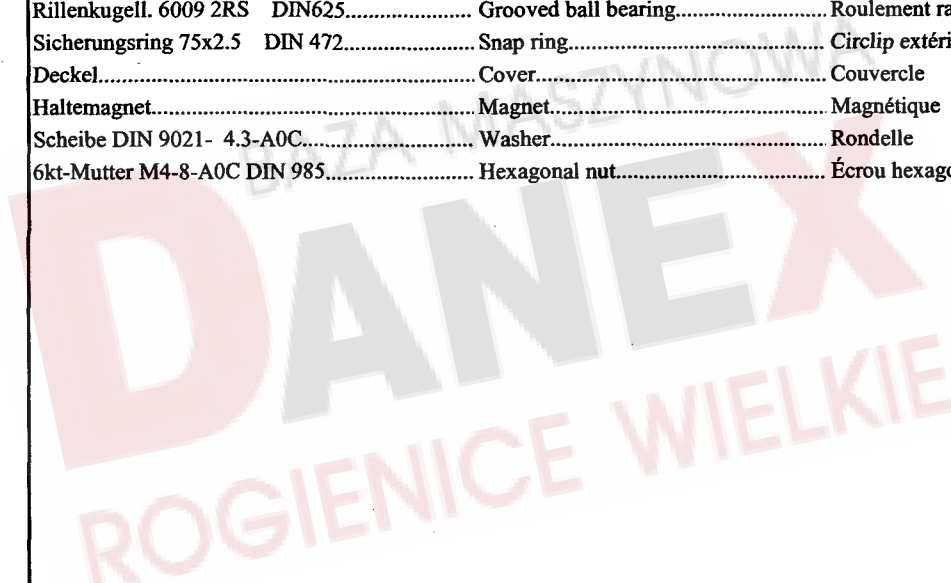 Rillenkugell. 6009 2RS DIN625..................... Grooved ball bearing........................... Roulement ra
Sicherungsring 75x2.5 DIN 472....................... Snap ring............................................ Circlip extéri
Deckel................................................................. Cover.................................................. Couvercle
Haltemagnet........................................................ Magnet................................................ Magnétique
Scheibe DIN 9021- 4.3-A0C.............................. Washer................................................ Rondelle
6kt-Mutter M4-8-A0C DIN 985.......................... Hexagonal nut.................................... Écrou hexago
BAZA MASZYNOWA
DANEX
ROGIENICE WIELKIE